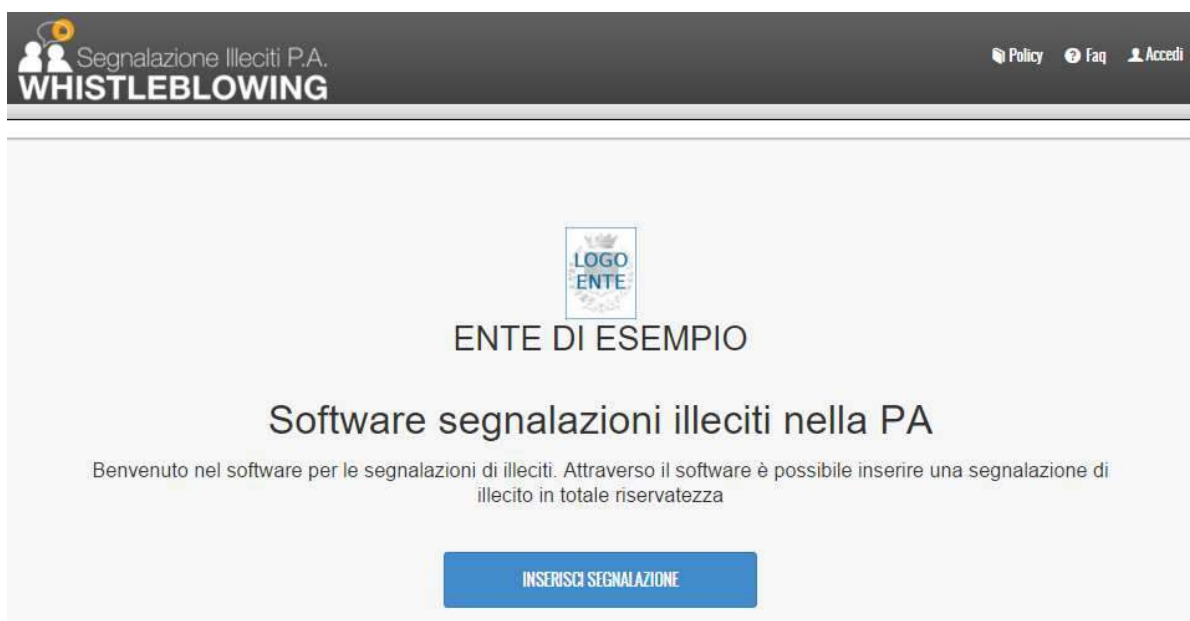 Segnalazione Illeciti P.A.
WHISTLEBLOWING
Policy Faq Accedi
LOGO
ENTE
ENTE DI ESEMPIO
Software segnalazioni illeciti nella PA
Benvenuto nel software per le segnalazioni di illeciti. Attraverso il software è possibile inserire una segnalazione di
illecito in totale riservatezza
INSERISCI SEGNALAZIONE